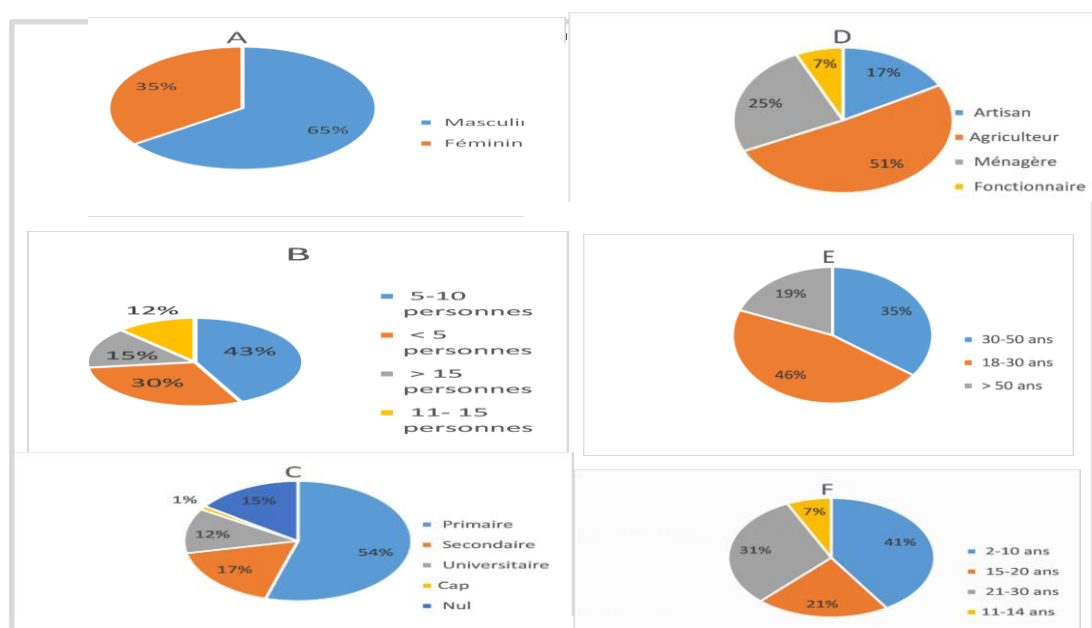 A
35%
65%
Masculin
Féminin
D
7%
17%
25%
51%
Artisan
Agriculteur
Ménagère
Fonctionnaire
B
12%
15%
43%
30%
5-10
personnes
< 5
personnes
> 15
personnes
11- 15
personnes
E
19%
35%
46%
30-50 ans
18-30 ans
> 50 ans
C
1%
15%
12%
54%
17%
Primaire
Secondaire
Universitaire
Cap
Nul
F
7%
41%
31%
21%
2-10 ans
15-20 ans
21-30 ans
11-14 ans